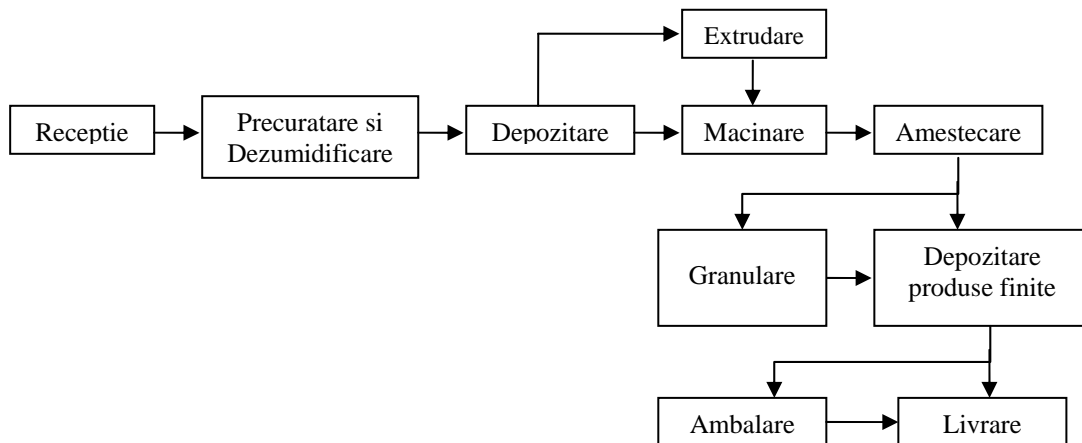 Extrudare
Receptie
Precuratare si
Dezumidificare
Depozitare
Macinare
Amestecare
Granulare
Depozitare
produse finite
Ambalare
Livrare